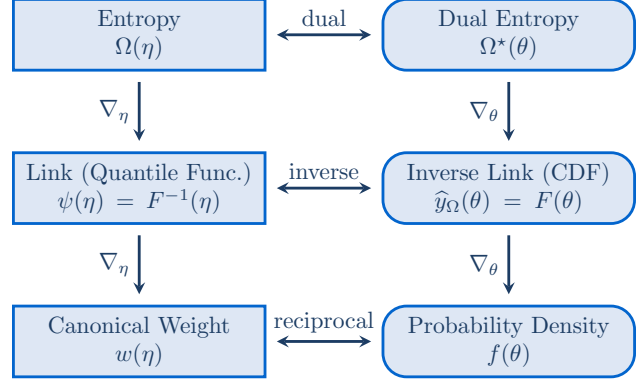 Entropy
Ω(η)
dual
Dual Entropy
Ω⋆(θ)
∇η
∇θ
Link (Quantile Func.)
ψ(η) = F⁻¹(η)
inverse
Inverse Link (CDF)
ŷΩ(θ) = F(θ)
∇η
∇θ
Canonical Weight
w(η)
reciprocal
Probability Density
f(θ)